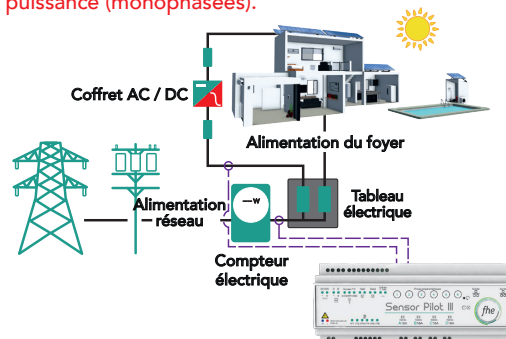 puissance (monophasées).
Coffret AC / DC
Alimentation du foyer
Alimentation
réseau
W
Tableau
électrique
Compteur
électrique
Sensor Pilot III
fhe